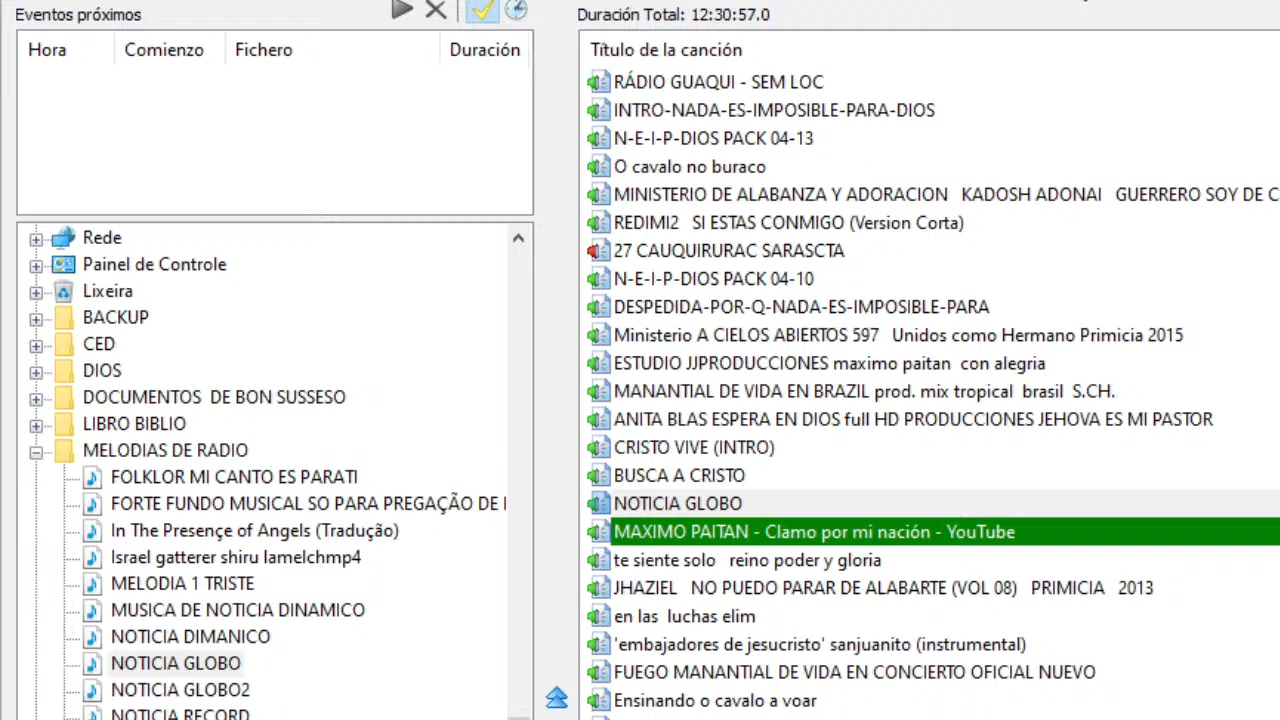 Eventos próximos
Hora Comienzo Fichero Duración
Rede
Painel de Controle
Lixeira
BACKUP
CED
DIOS
DOCUMENTOS  DE BON SUSSESO
LIBRO BIBLIO
MELODIAS DE RADIO
FOLKLOR MI CANTO ES PARATI
FORTE FUNDO MUSICAL SO PARA PREGAÇÃO DE
In The Presence of Angels (Tradução)
Israel gatterer shiru lamelchmp4
MELODIA 1 TRISTE
MUSICA DE NOTICIA DINAMICO
NOTICIA DIMANICO
NOTICIA GLOBO
NOTICIA GLOBO2
NOTICIA RECORD
Duración Total: 12:30:57.0
Título de la canción
RÁDIO GUAQUI - SEM LOC
INTRO-NADA-ES-IMPOSIBLE-PARA-DIOS
N-E-I-P-DIOS PACK 04-13
O cavalo no buraco
MINISTERIO DE ALABANZA Y ADORACION   KADOSH ADONAI   GUERRERO SOY DE C
REDIMI2   SI ESTAS CONMIGO (Version Corta)
27 CAUQUIRURAC SARASCTA
N-E-I-P-DIOS PACK 04-10
DESPEDIDA-POR-Q-NADA-ES-IMPOSIBLE-PARA
Ministerio A CIELOS ABIERTOS 597   Unidos como Hermano Primicia 2015
ESTUDIO JJPRODUCCIONES maximo paitan  con alegria
MANANTIAL DE VIDA EN BRAZIL prod. mix tropical  brasil  S.CH.
ANITA BLAS ESPERA EN DIOS full HD PRODUCCIONES JEHOVA ES MI PASTOR
CRISTO VIVE (INTRO)
BUSCA A CRISTO
NOTICIA GLOBO
MAXIMO PAITAN - Clamo por mi nación - YouTube
te siente solo   reino poder y gloria
JHAZIEL   NO PUEDO PARAR DE ALABARTE (VOL 08)   PRIMICIA   2013
en las  luchas elim
'embajadores de jesucristo' sanjuanito (instrumental)
FUEGO MANANTIAL DE VIDA EN CONCIERTO OFICIAL NUEVO
Ensinando o cavalo a voar